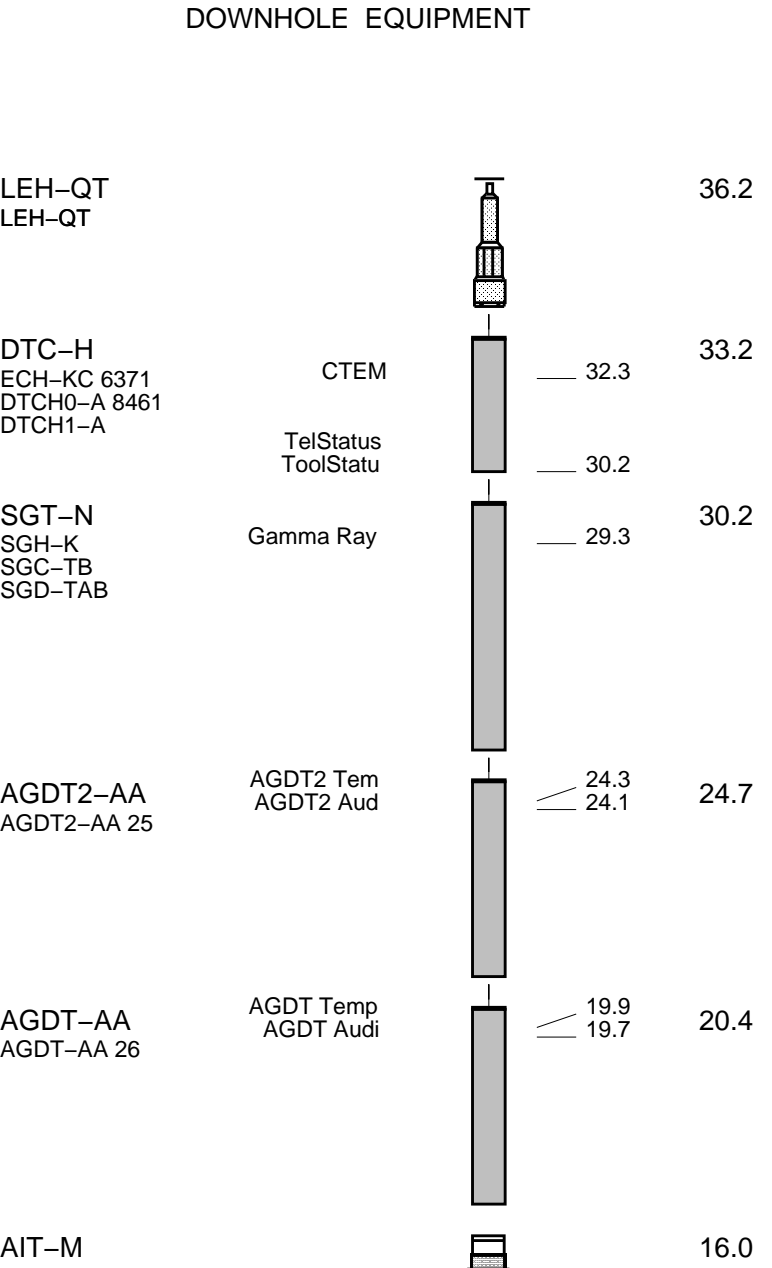 DOWNHOLE EQUIPMENT
LEH−QT 36.2
LEH−QT
DTC−H 33.2
ECH−KC 6371 CTEM 32.3
DTCH0−A 8461
DTCH1−A
TelStatus
ToolStatu 30.2
SGT−N 30.2
SGH−K Gamma Ray 29.3
SGC−TB
SGD−TAB
AGDT2−AA AGDT2 Tem 24.3 24.7
AGDT2 Aud 24.1
AGDT2−AA 25
AGDT−AA AGDT Temp 19.9 20.4
AGDT Audi 19.7
AGDT−AA 26
AIT−M 16.0